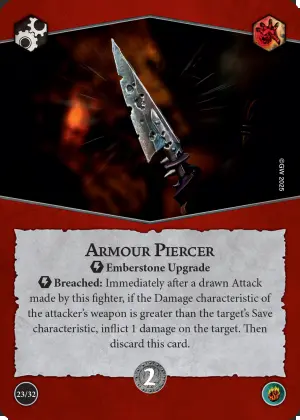 ©GW 2025
ARMOUR PIERCER
Emberstone Upgrade
Breached: Immediately after a drawn Attack
made by this fighter, if the Damage characteristic of
the attacker's weapon is greater than the target's Save
characteristic, inflict 1 damage on the target. Then
discard this card.
23/32
2